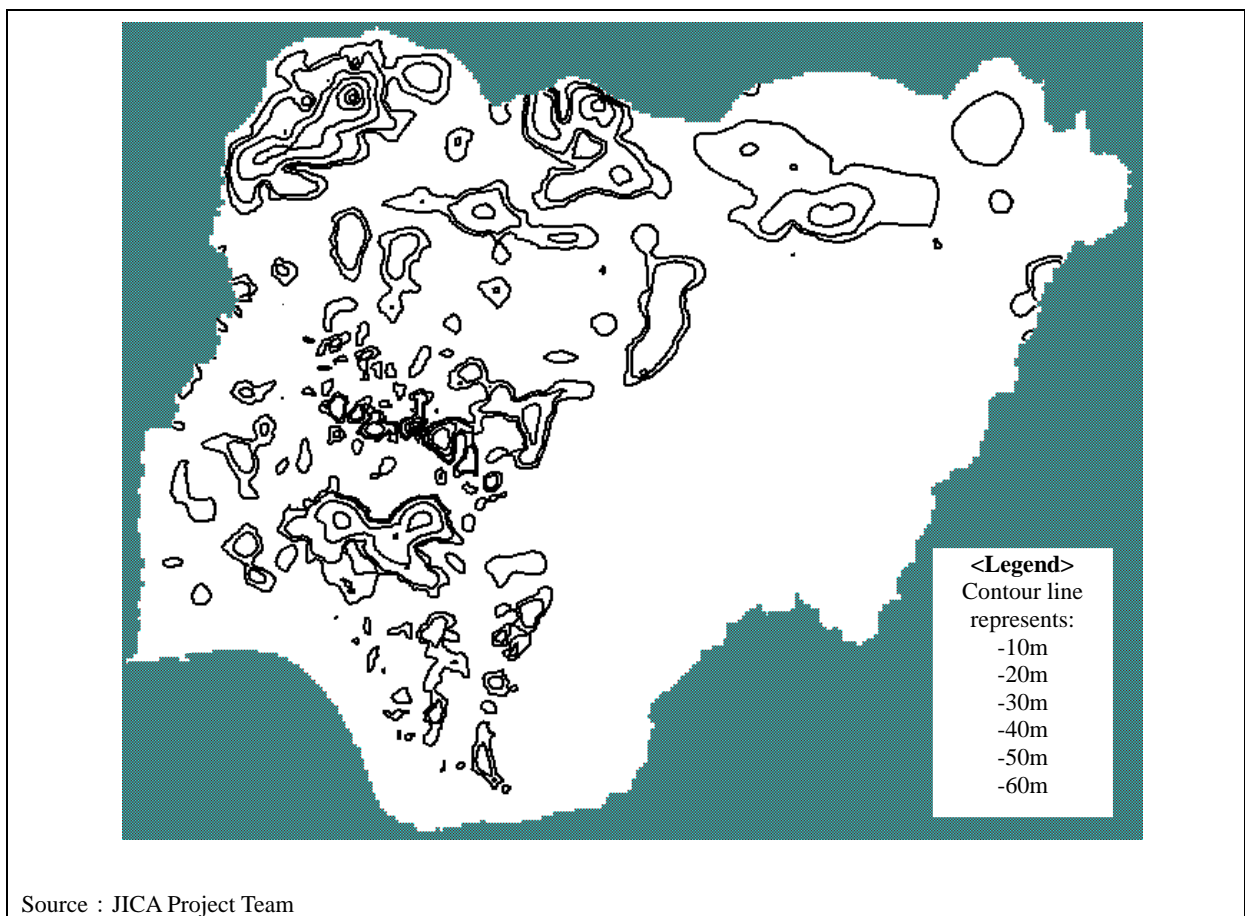 <Legend>
Contour line
represents:
-10m
-20m
-30m
-40m
-50m
-60m
Source：JICA Project Team